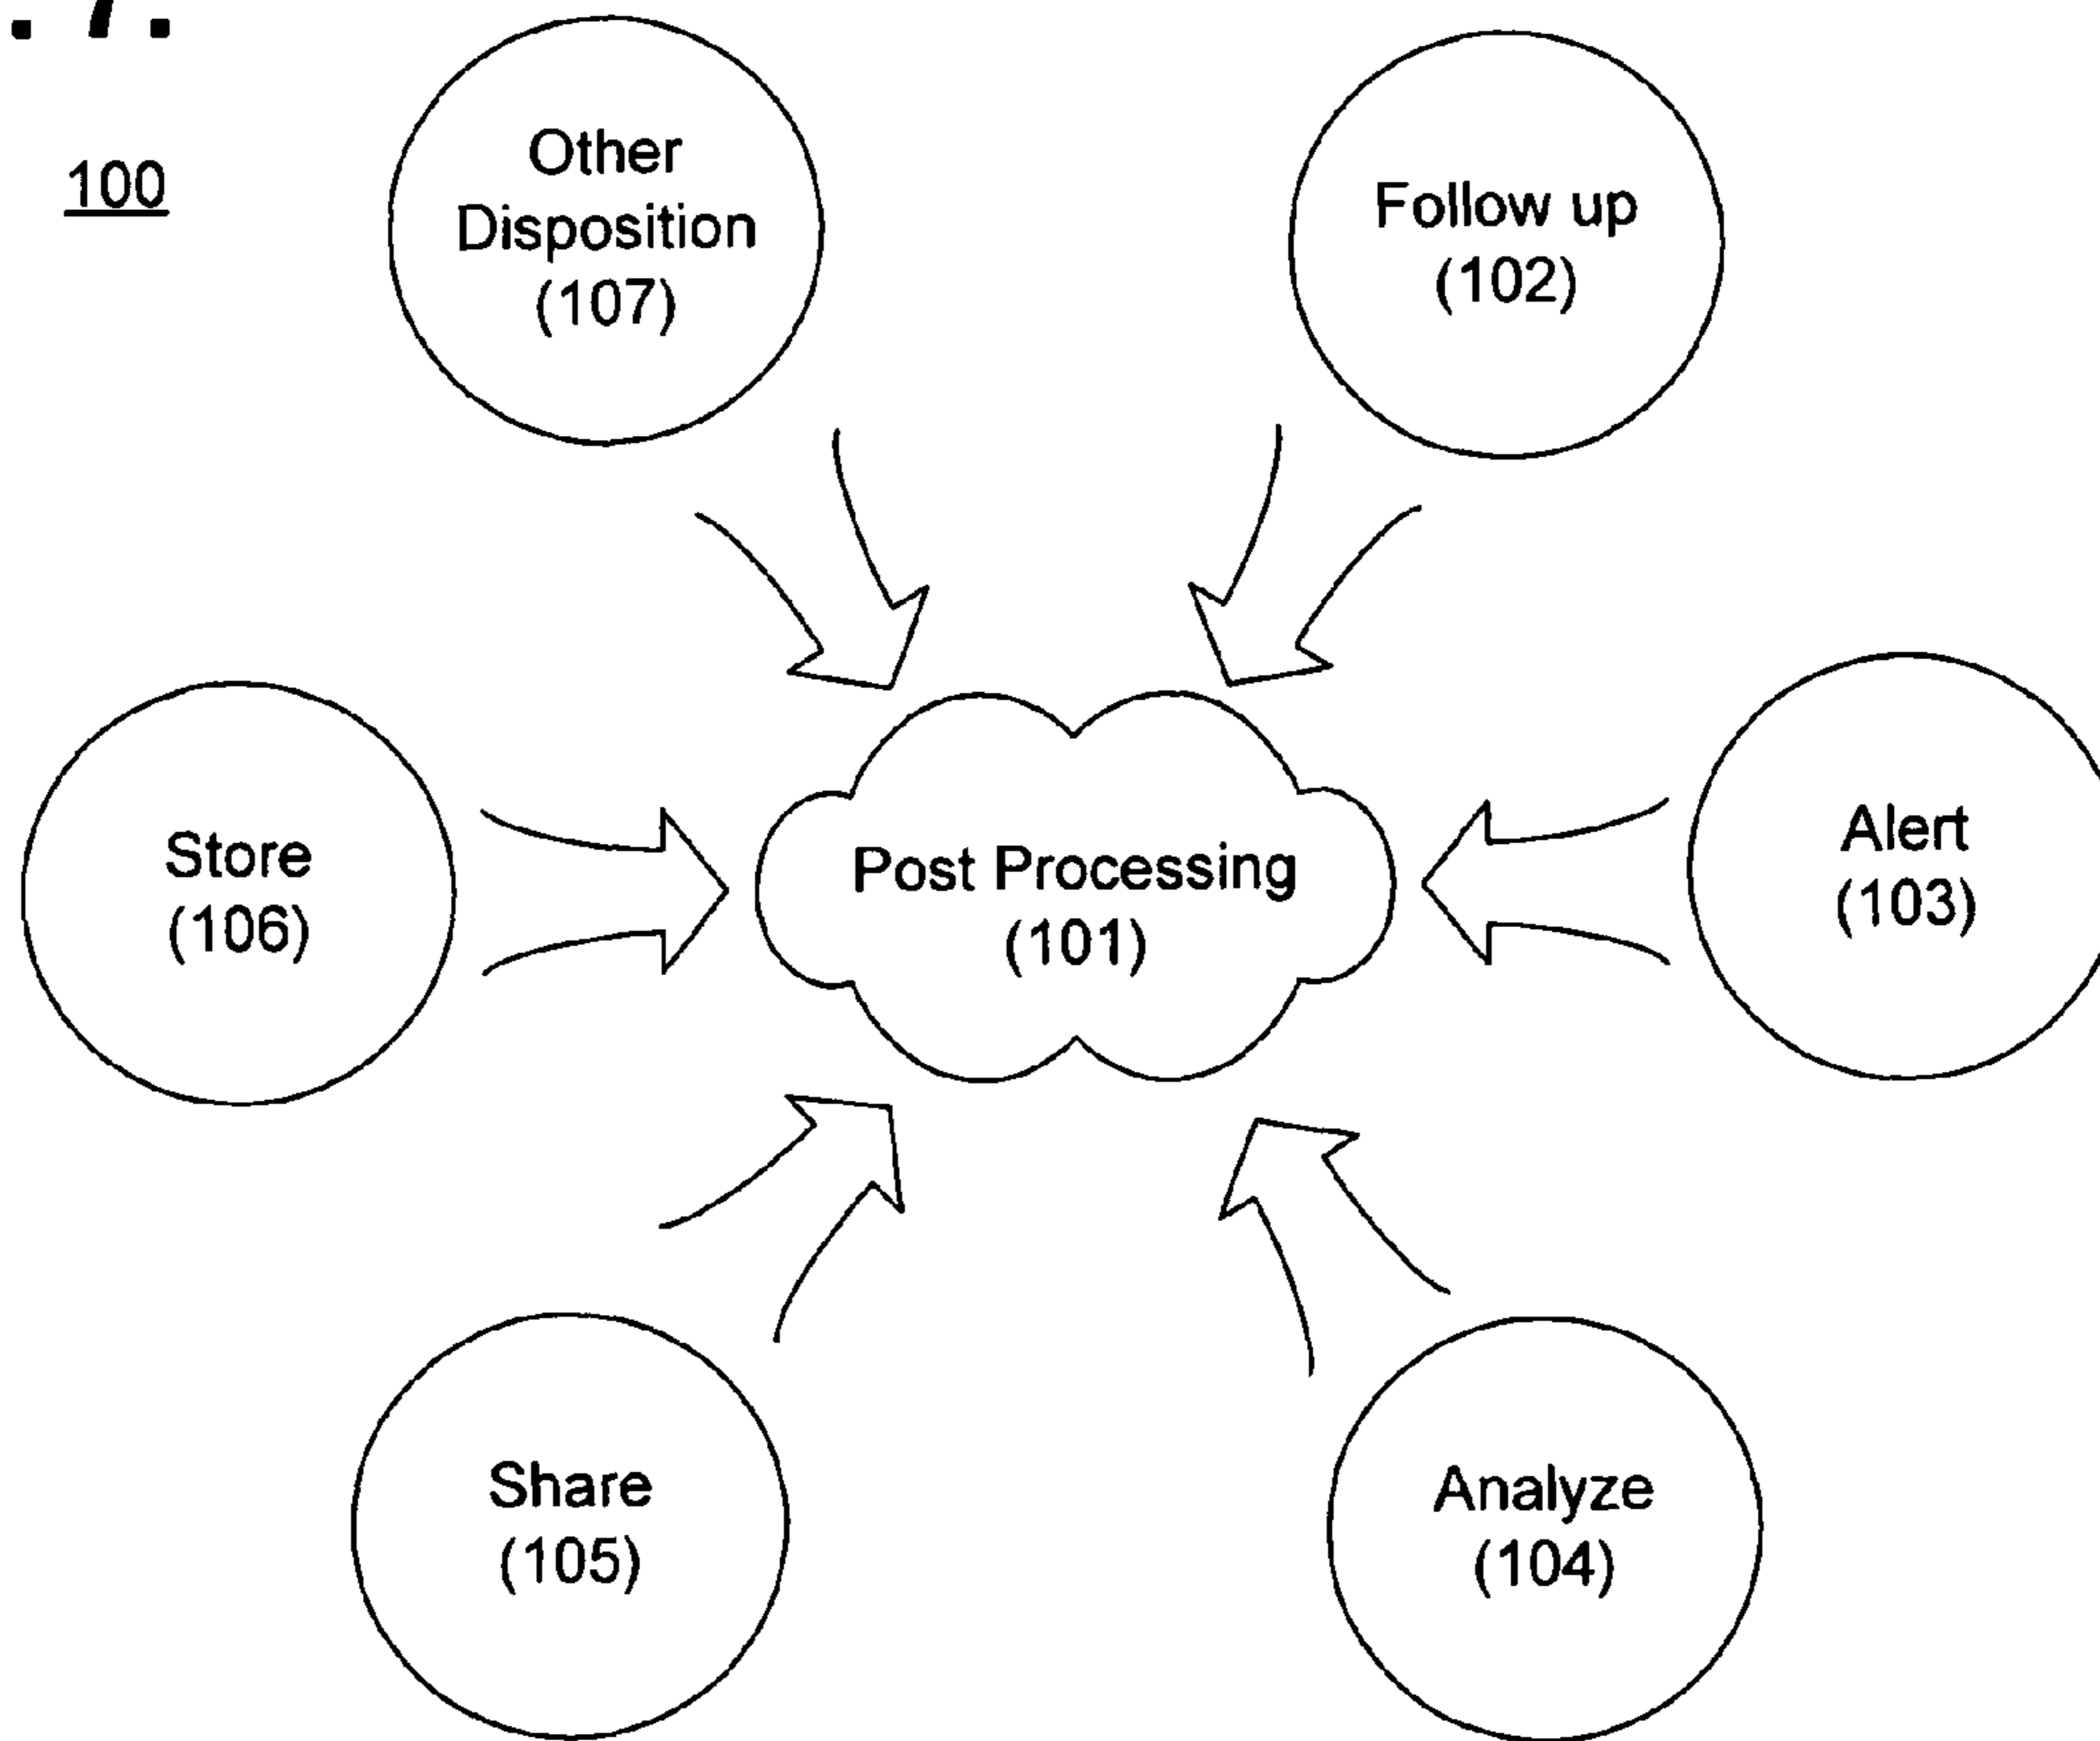 100
Other
Disposition
(107)
Follow up
(102)
Store
(106)
Post Processing
(101)
Alert
(103)
Share
(105)
Analyze
(104)